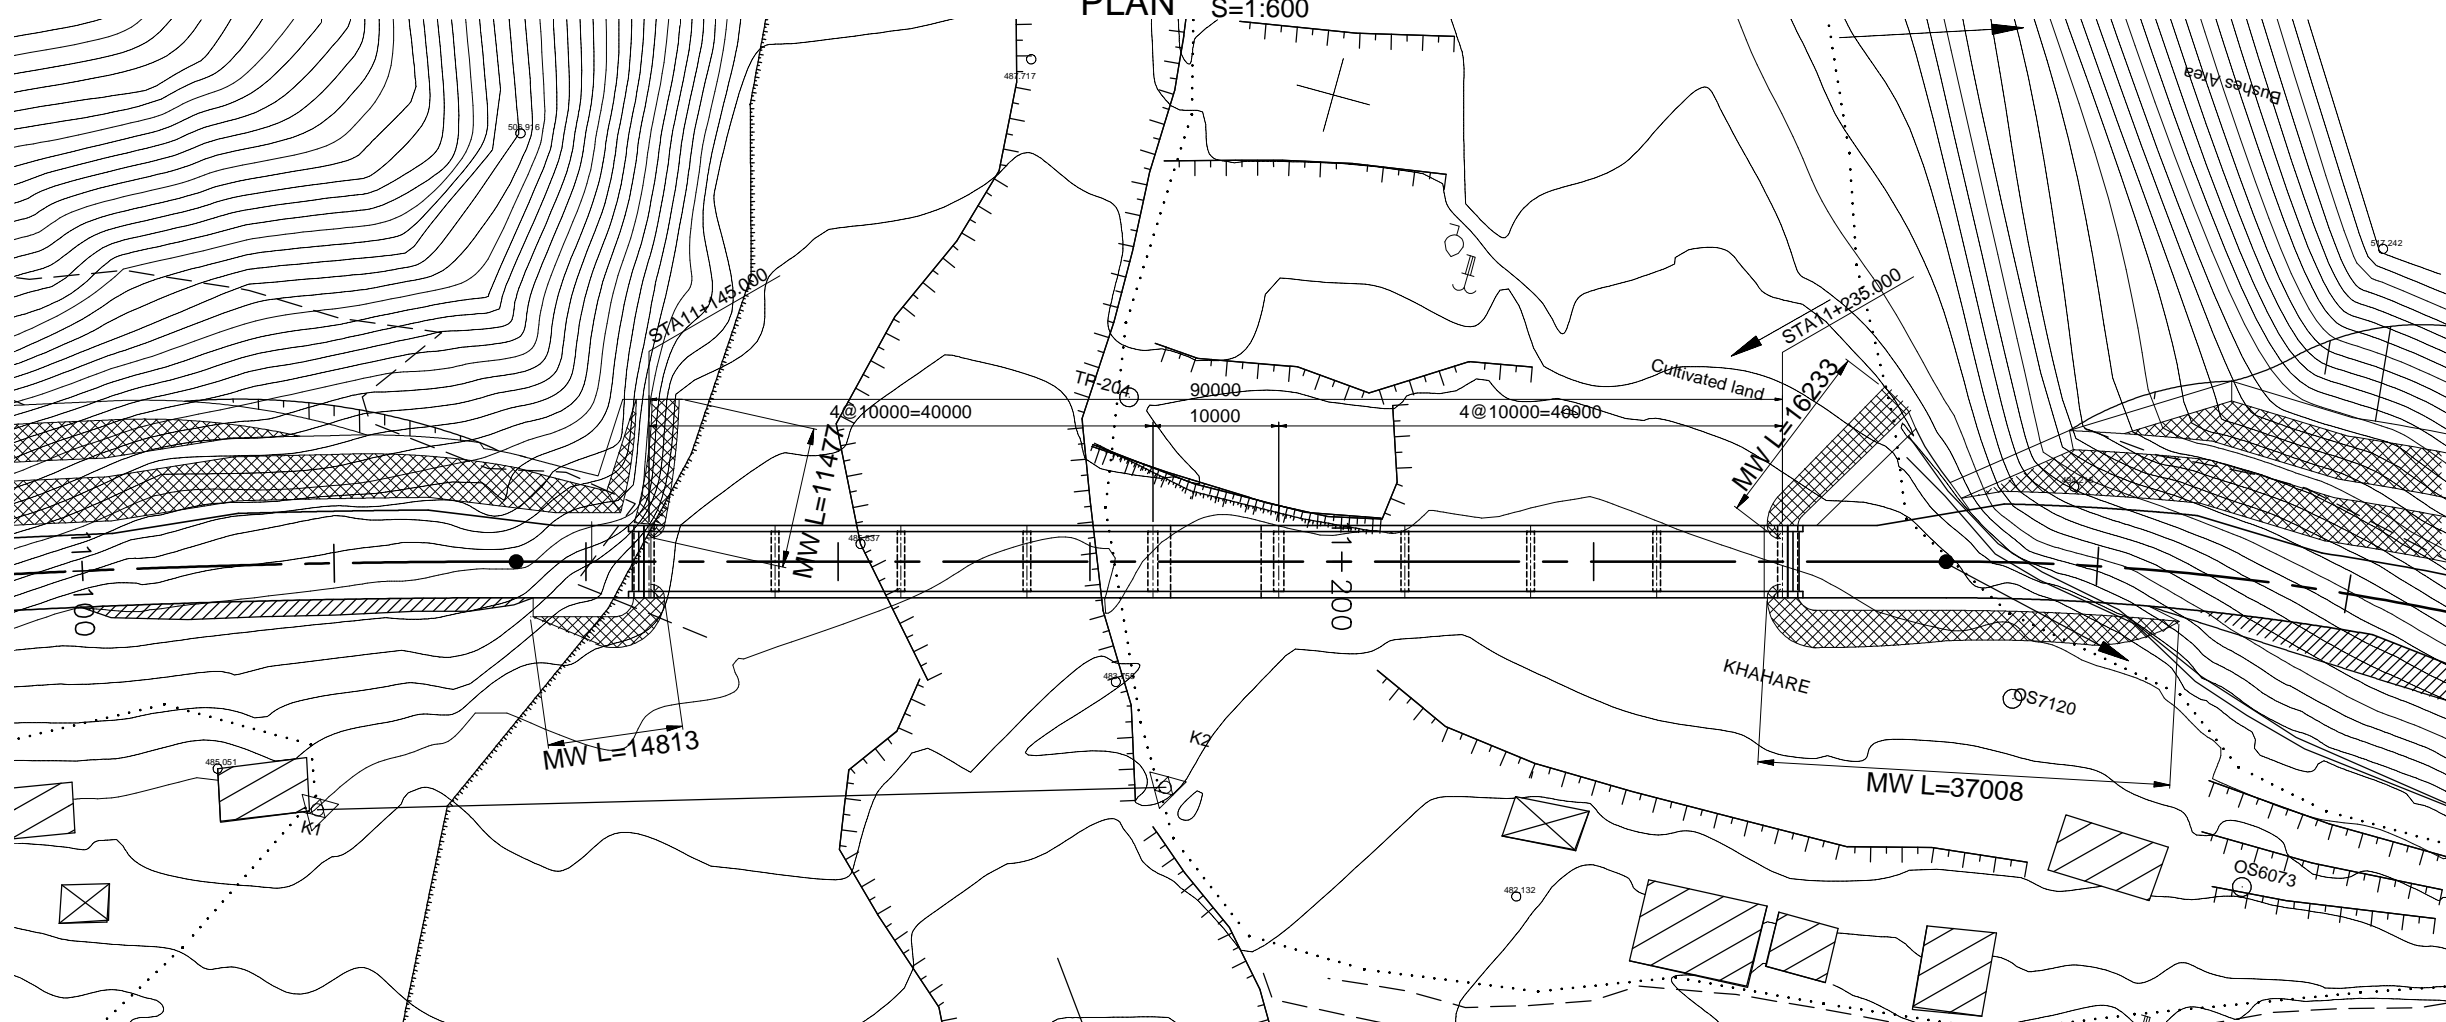 PLAN S=1:600
487.717
Bushes Area
517.242
STA11+145.000
STA11+235.000
Cultivated land
TP-204
90000
4@10000=40000
10000
4@10000=40000
MW L=11477
MW L=16233
11+100
11+200
KHAHARE
OS7120
K2
MW L=14813
MW L=37008
485.051
K1
482.132
OS6073